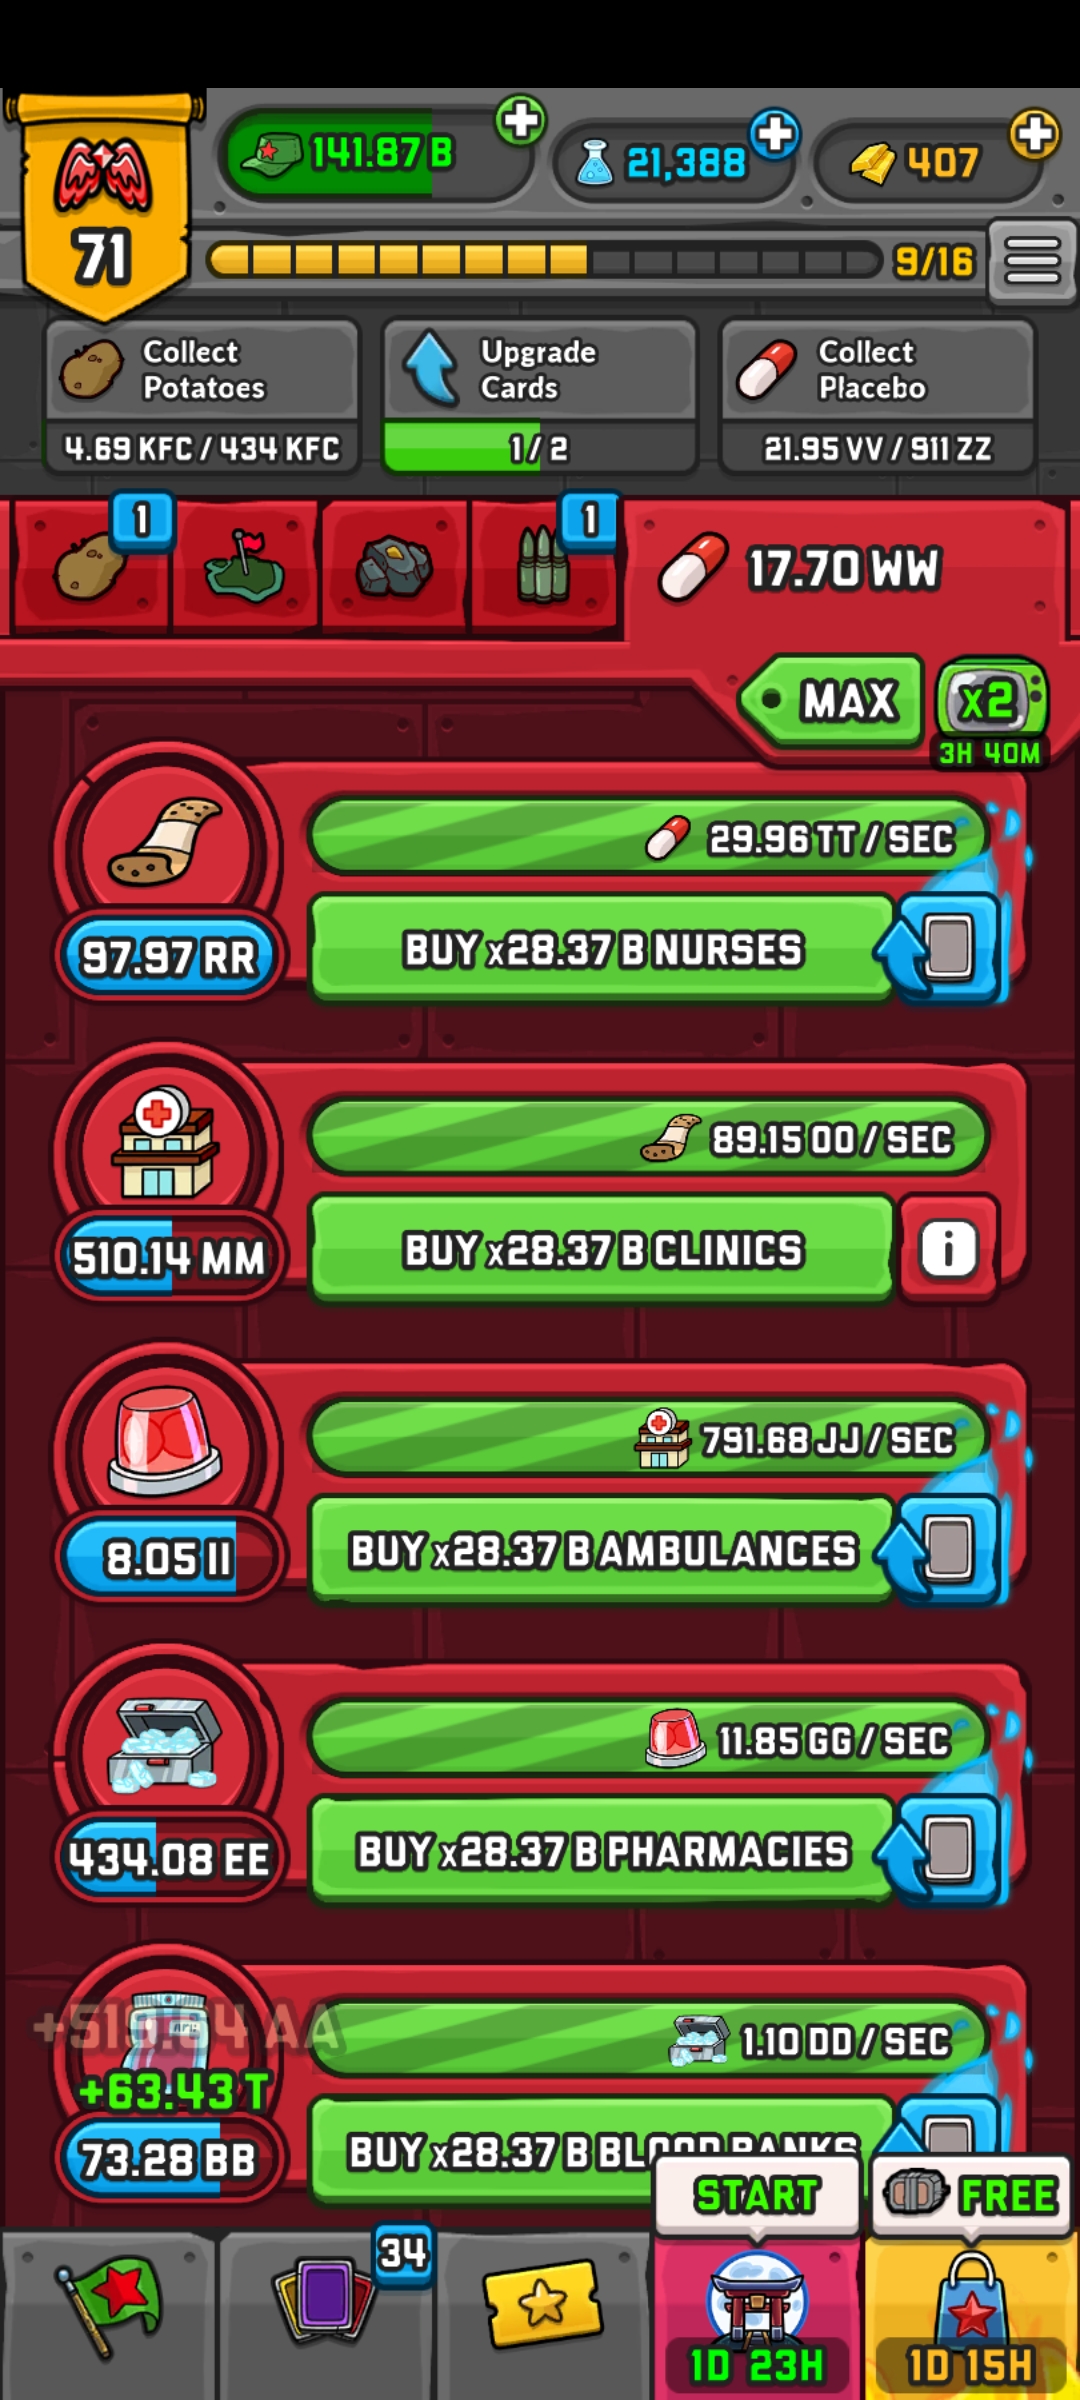 71
141.87 B
21,388
407
9/16
Collect
Potatoes
4.69 KFC / 434 KFC
Upgrade
Cards
1 / 2
Collect
Placebo
21.95 VV / 911 ZZ
1
1
17.70 WW
MAX
x2
3H 40M
29.96 TT / SEC
97.97 RR
BUY x28.37 B NURSES
89.15 OO / SEC
510.14 MM
BUY x28.37 B CLINICS
i
791.68 JJ / SEC
8.05 II
BUY x28.37 B AMBULANCES
11.85 GG / SEC
434.08 EE
BUY x28.37 B PHARMACIES
1.10 DD / SEC
+63.43 T
73.28 BB
BUY x28.37 B BLOOD BANKS
START
FREE
34
1D 23H
1D 15H